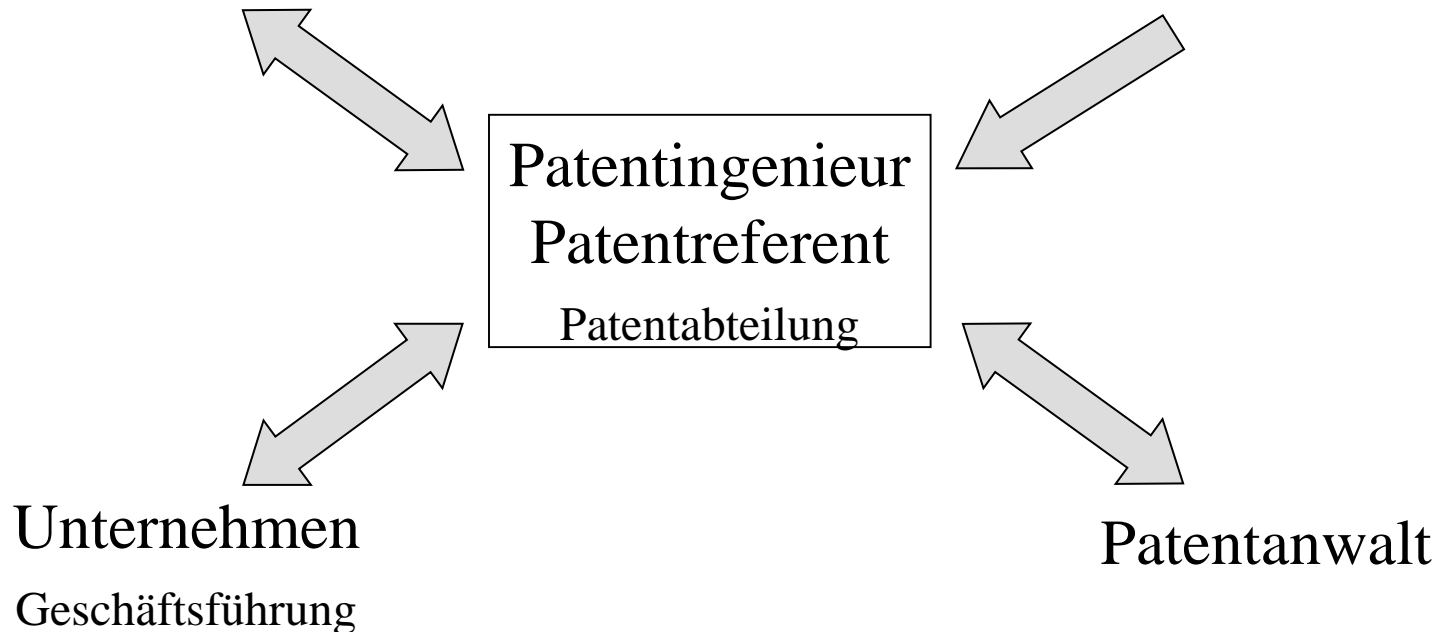 Patentingenieur
Patentreferent
Patentabteilung
Unternehmen
Geschäftsführung
Patentanwalt